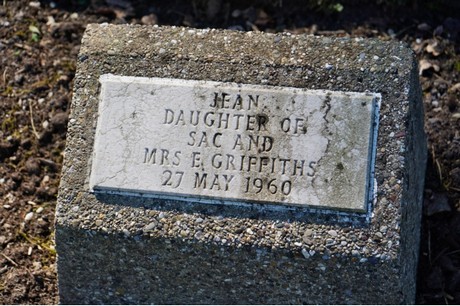 JEAN
DAUGHTER OF
SAC AND
MRS E. GRIFFITHS
27 MAY 1960